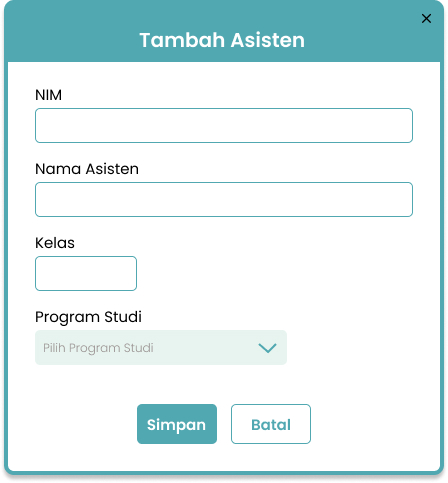 Tambah Asisten
NIM
Nama Asisten
Kelas
Program Studi
Pilih Program Studi
Simpan
Batal